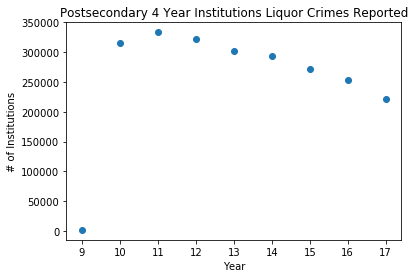 Postsecondary 4 Year Institutions Liquor Crimes Reported
350000
300000
250000
200000
150000
100000
50000
0
# of Institutions
9 10 11 12 13 14 15 16 17
Year